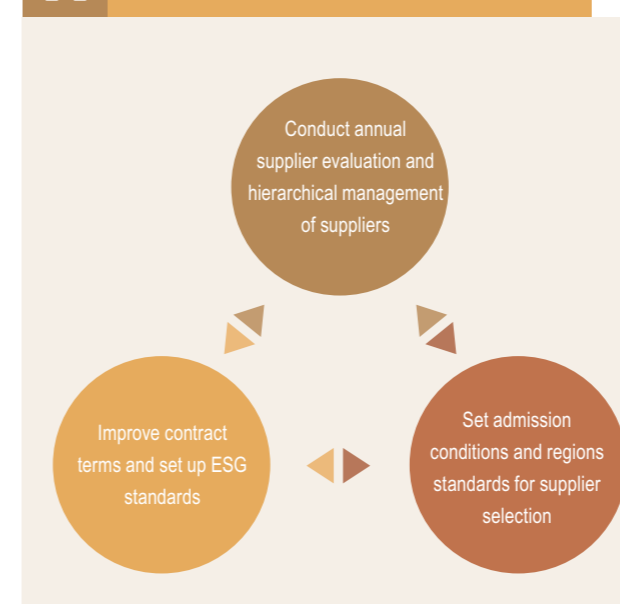 Conduct annual
supplier evaluation and
hierarchical management
of suppliers
Improve contract
terms and set up ESG
standards
Set admission
conditions and regions
standards for supplier
selection